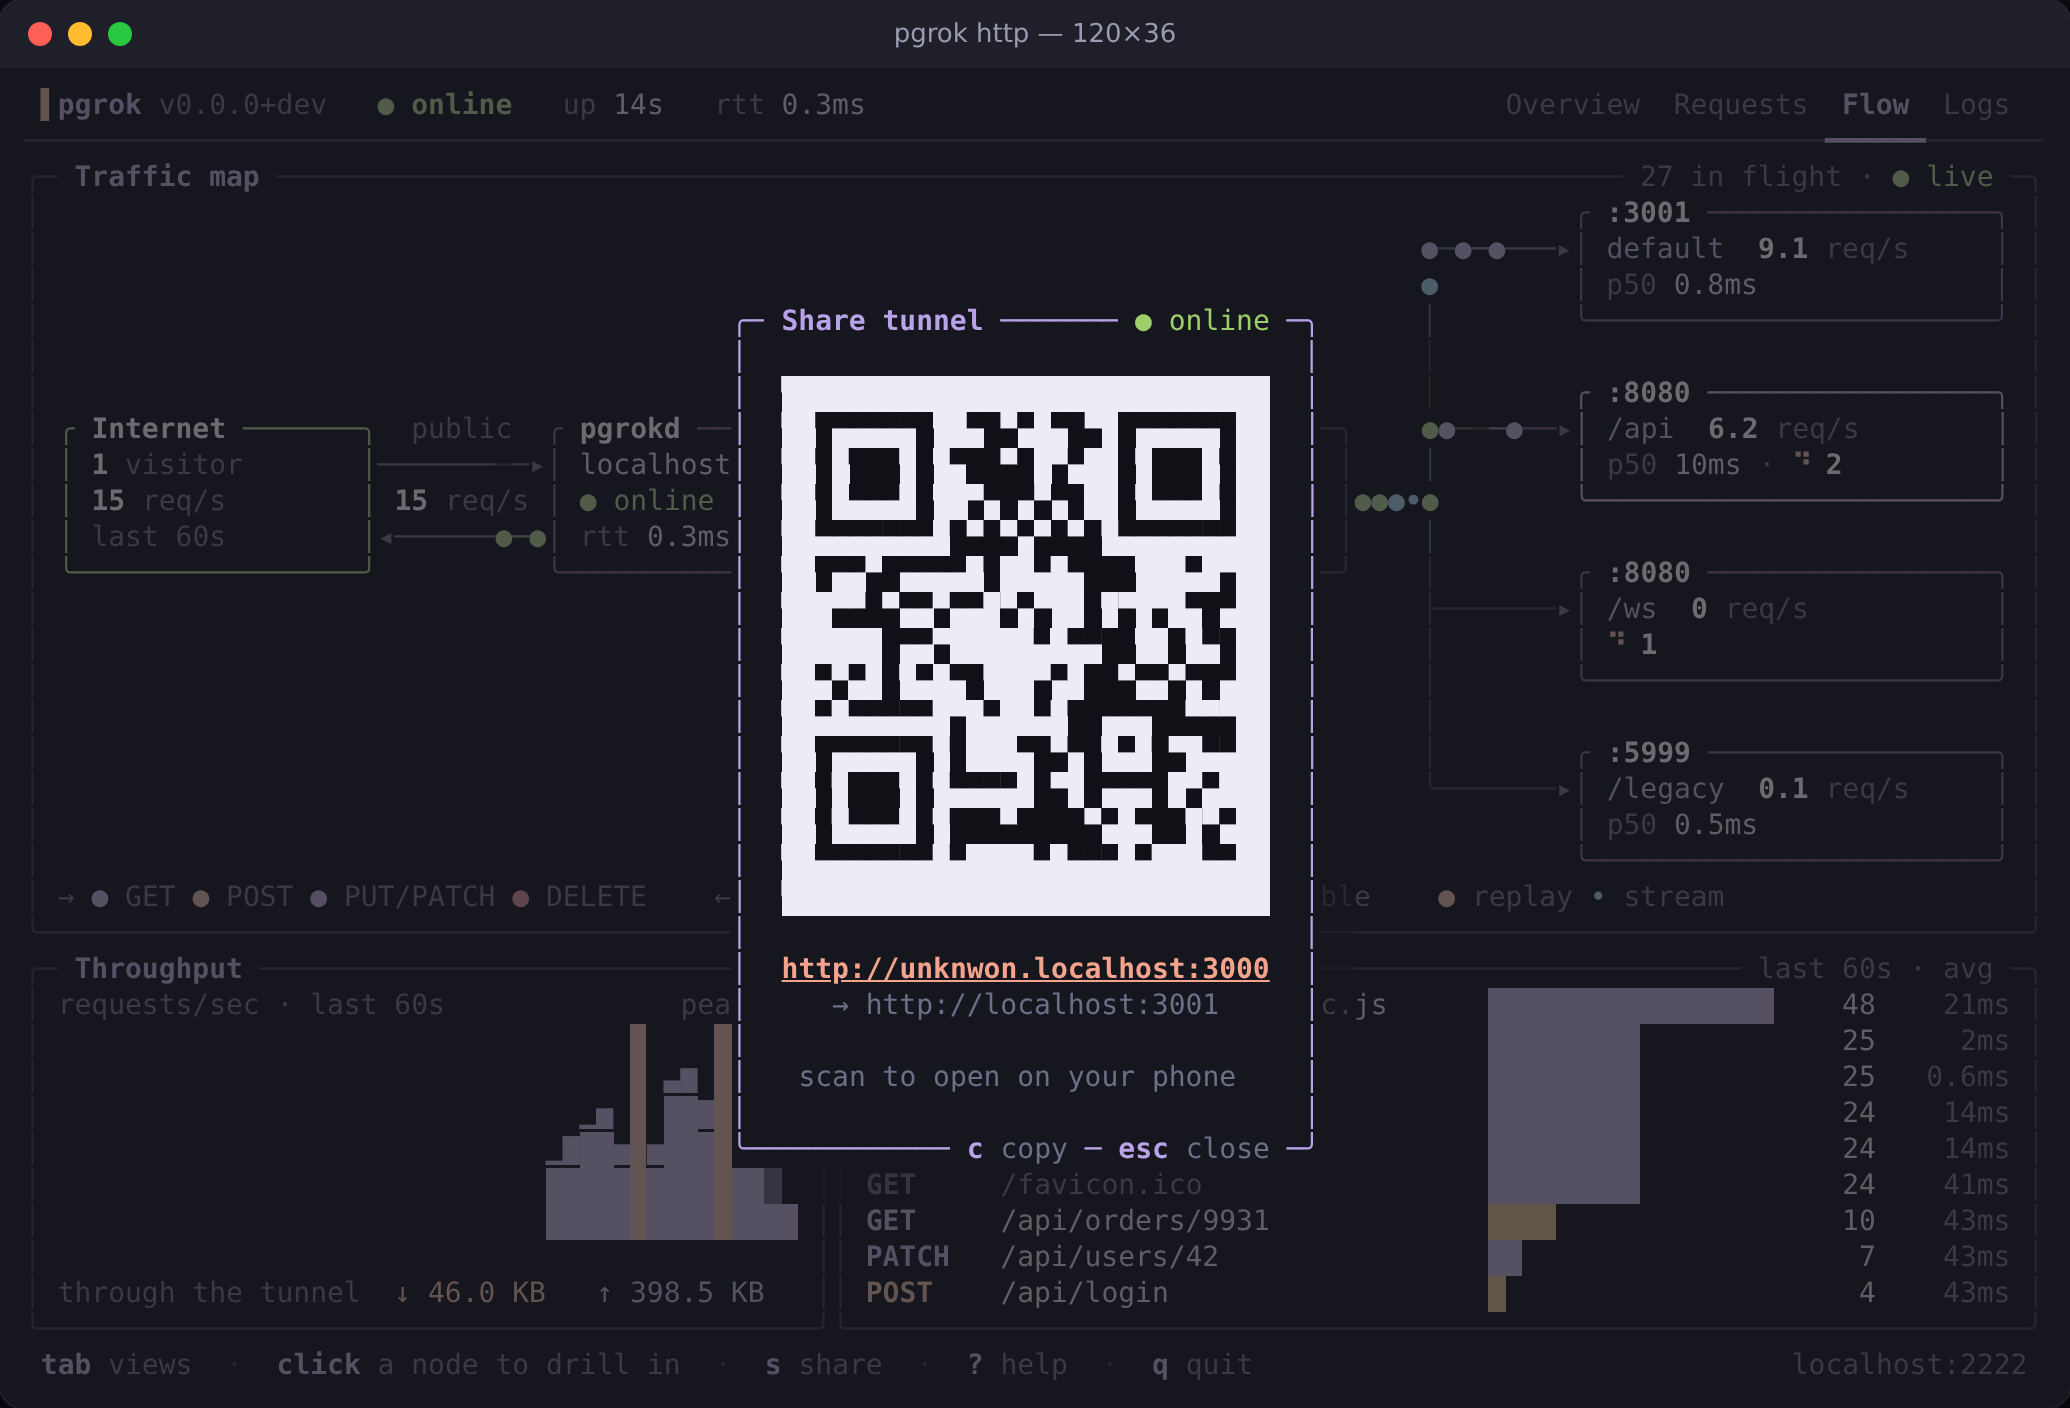 pgrok http — 120×36
pgrok v0.0.0+dev ● online up 14s rtt 0.3ms Overview Requests Flow Logs
Traffic map 27 in flight · ● live
:3001
default 9.1 req/s
p50 0.8ms
Share tunnel ● online
:8080
/api 6.2 req/s
p50 10ms · 2
Internet
1 visitor
15 req/s
last 60s
public
15 req/s
pgrokd
localhost
● online
rtt 0.3ms
:8080
/ws 0 req/s
1
:5999
/legacy 0.1 req/s
p50 0.5ms
→ ● GET ● POST ● PUT/PATCH ● DELETE ← ble ● replay • stream
http://unknwon.localhost:3000
→ http://localhost:3001
scan to open on your phone
c copy esc close
Throughput
requests/sec · last 60s pea
through the tunnel ↓ 46.0 KB ↑ 398.5 KB
last 60s · avg
c.js 48 21ms
25 2ms
25 0.6ms
24 14ms
24 14ms
GET /favicon.ico 24 41ms
GET /api/orders/9931 10 43ms
PATCH /api/users/42 7 43ms
POST /api/login 4 43ms
tab views · click a node to drill in · s share · ? help · q quit localhost:2222